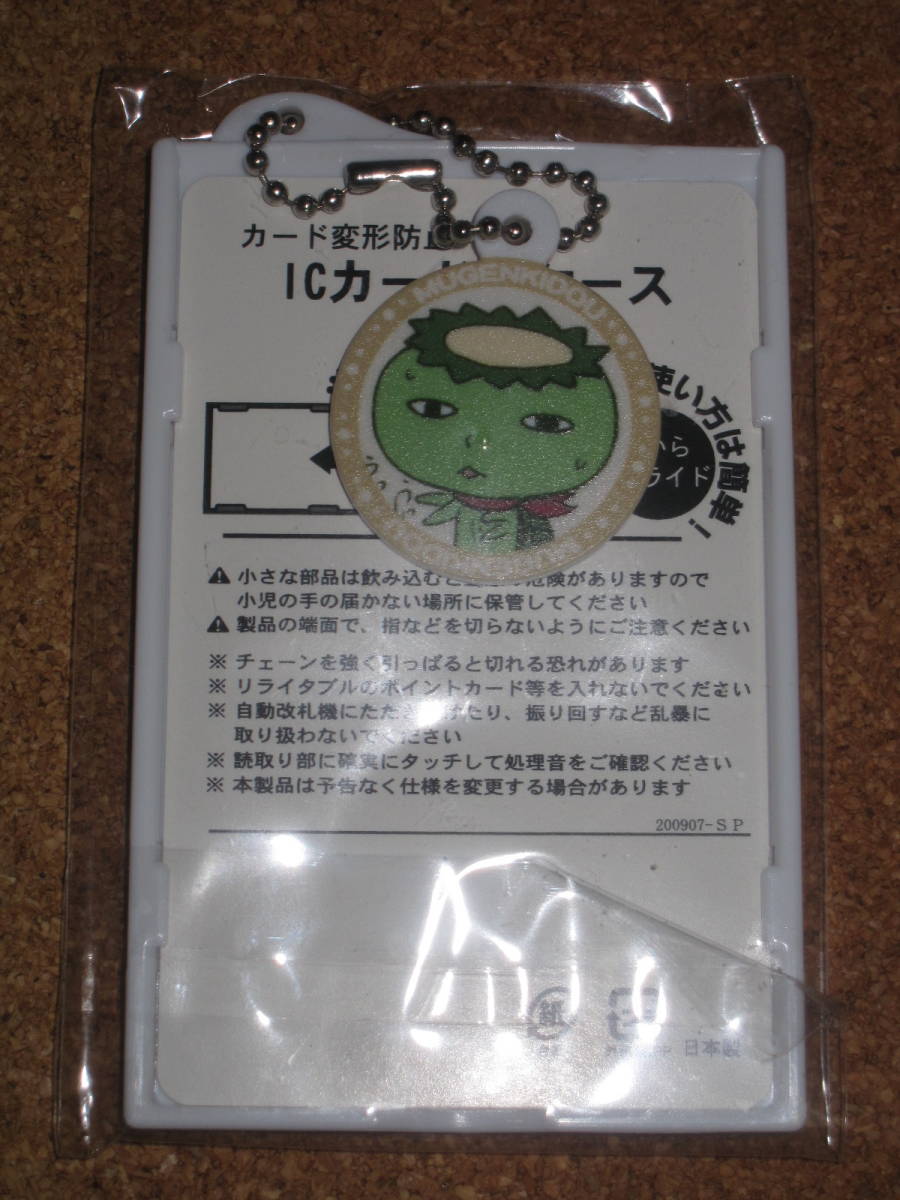 カード変形防止
ICカード ース
MUGENKIDOU
使い方は簡単!
から
ライド
⚠ 小さな部品は飲み込むと 危険がありますので
小児の手の届かない場所に保管してください
⚠ 製品の端面で、指などを切らないようにご注意ください
※ チェーンを強く引っぱると切れる恐れがあります
※ リライタブルのポイントカード等を入れないでください
※ 自動改札機にたたき付けたり、振り回すなど乱暴に
取り扱わないでください
※ 読取り部に確実にタッチして処理音をご確認ください
※ 本製品は予告なく仕様を変更する場合があります
200907-SP
紙
日本製